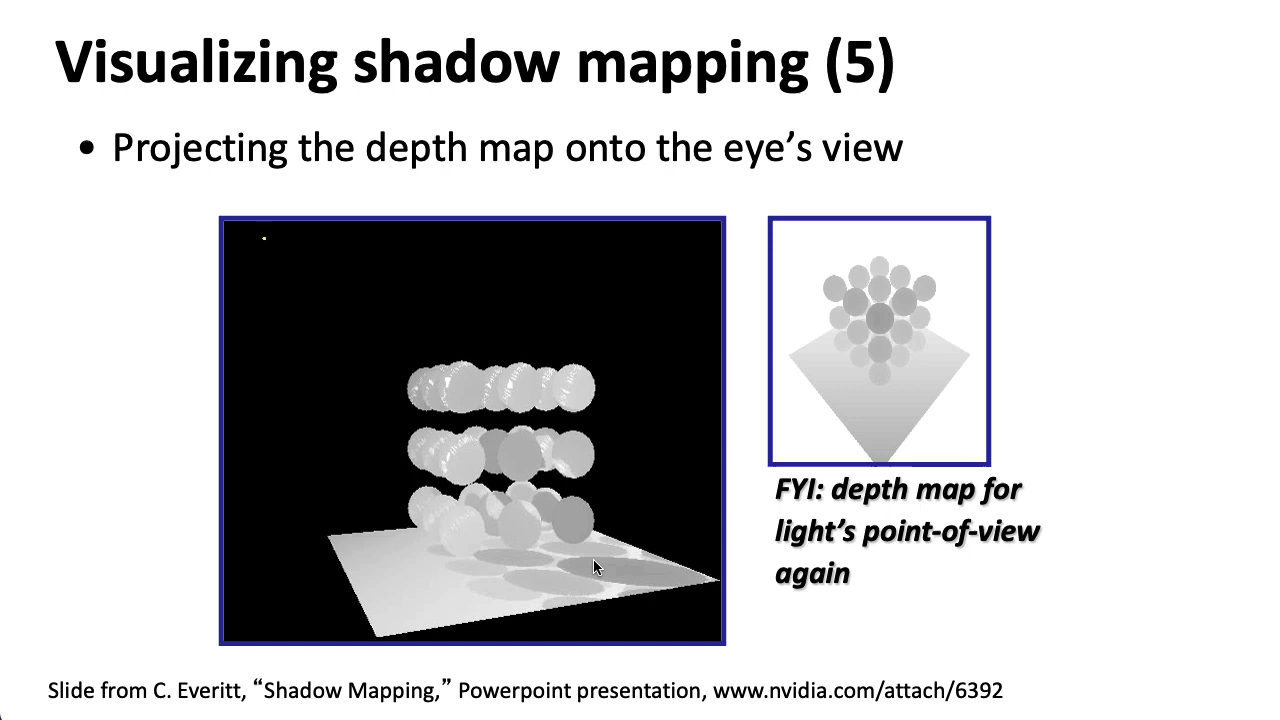 Visualizing shadow mapping (5)
• Projecting the depth map onto the eye’s view
FYI: depth map for
light’s point-of-view
again
Slide from C. Everitt, “Shadow Mapping,” Powerpoint presentation, www.nvidia.com/attach/6392